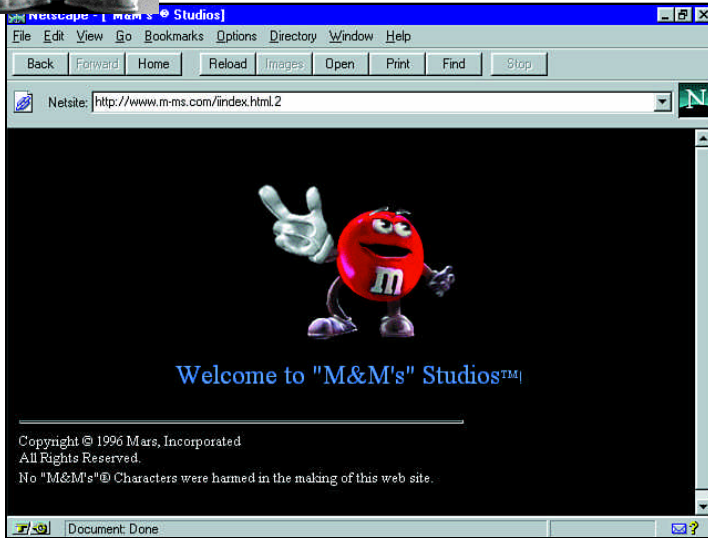 Netscape - [ "M&M's"® Studios]
File Edit View Go Bookmarks Options Directory Window Help
Back Forward Home Reload Images Open Print Find Stop
Netsite: http://www.m-ms.com/iindex.html.2
N
m
Welcome to "M&M's" Studios™
Copyright © 1996 Mars, Incorporated
All Rights Reserved.
No "M&M's"® Characters were harmed in the making of this web site.
Document: Done